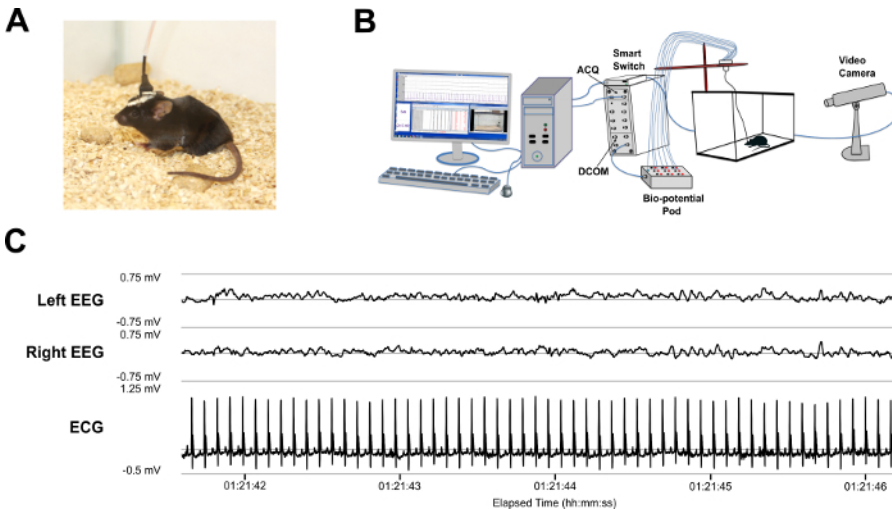 A
B
Smart
Switch
ACQ
Video
Camera
DCOM
Bio-potential
Pod
C
0.75 mV
Left EEG
-0.75 mV
0.75 mV
Right EEG
-0.75 mV
1.25 mV
ECG
-0.5 mV
01:21:42 01:21:43 01:21:44 01:21:45 01:21:46
Elapsed Time (hh:mm:ss)